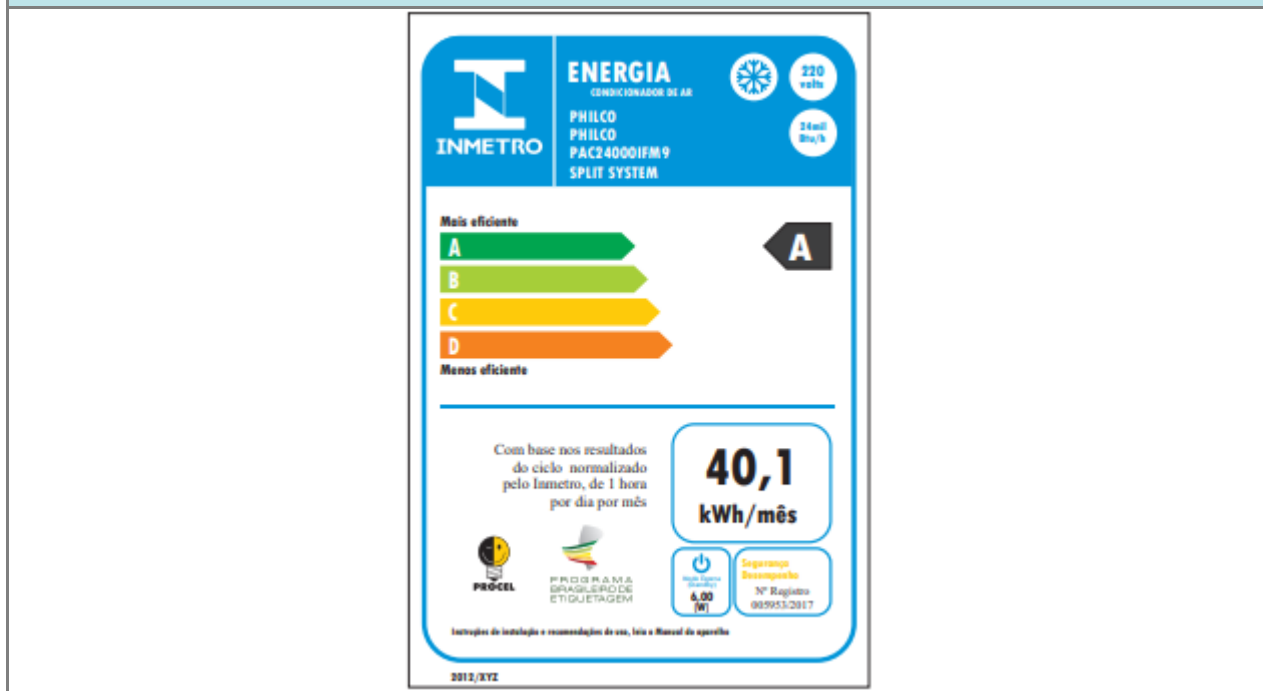 INMETRO
ENERGIA
CONDICIONADOR DE AR
220
volts
24mil
Btu/h
PHILCO
PHILCO
PAC24000IFM9
SPLIT SYSTEM
Mais eficiente
A
A
B
C
D
Menos eficiente
Com base nos resultados
do ciclo normalizado
pelo Inmetro, de 1 hora
por dia por mês
40,1
kWh/mês
PROCEL
PROGRAMA
BRASILEIRO DE
ETIQUETAGEM
(Standby)
6,00
[W]
Segurança
Desempenho
Nº Registro
005953/2017
Instruções de instalação e recomendações de uso, leia o Manual do aparelho
2012/XYZ